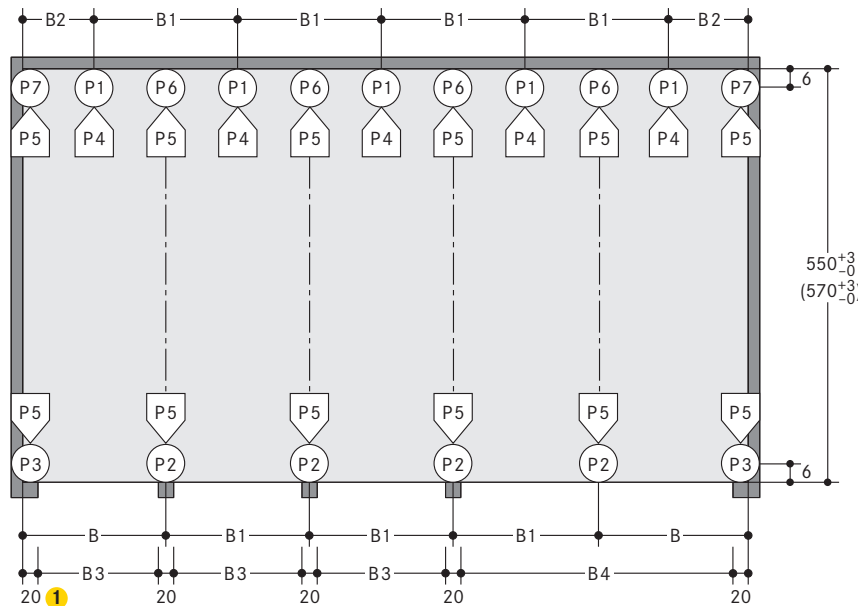 B2 B1 B1 B1 B1 B2
P7 P1 P6 P1 P6 P1 P6 P1 P6 P1 P7 6
P5 P4 P5 P4 P5 P4 P5 P4 P5 P4 P5
550 +3 −0
(570 +3 −0)
P5 P5 P5 P5 P5 P5
P3 P2 P2 P2 P2 P3 6
B B1 B1 B1 B
B3 B3 B3 B4
20 1 20 20 20 20